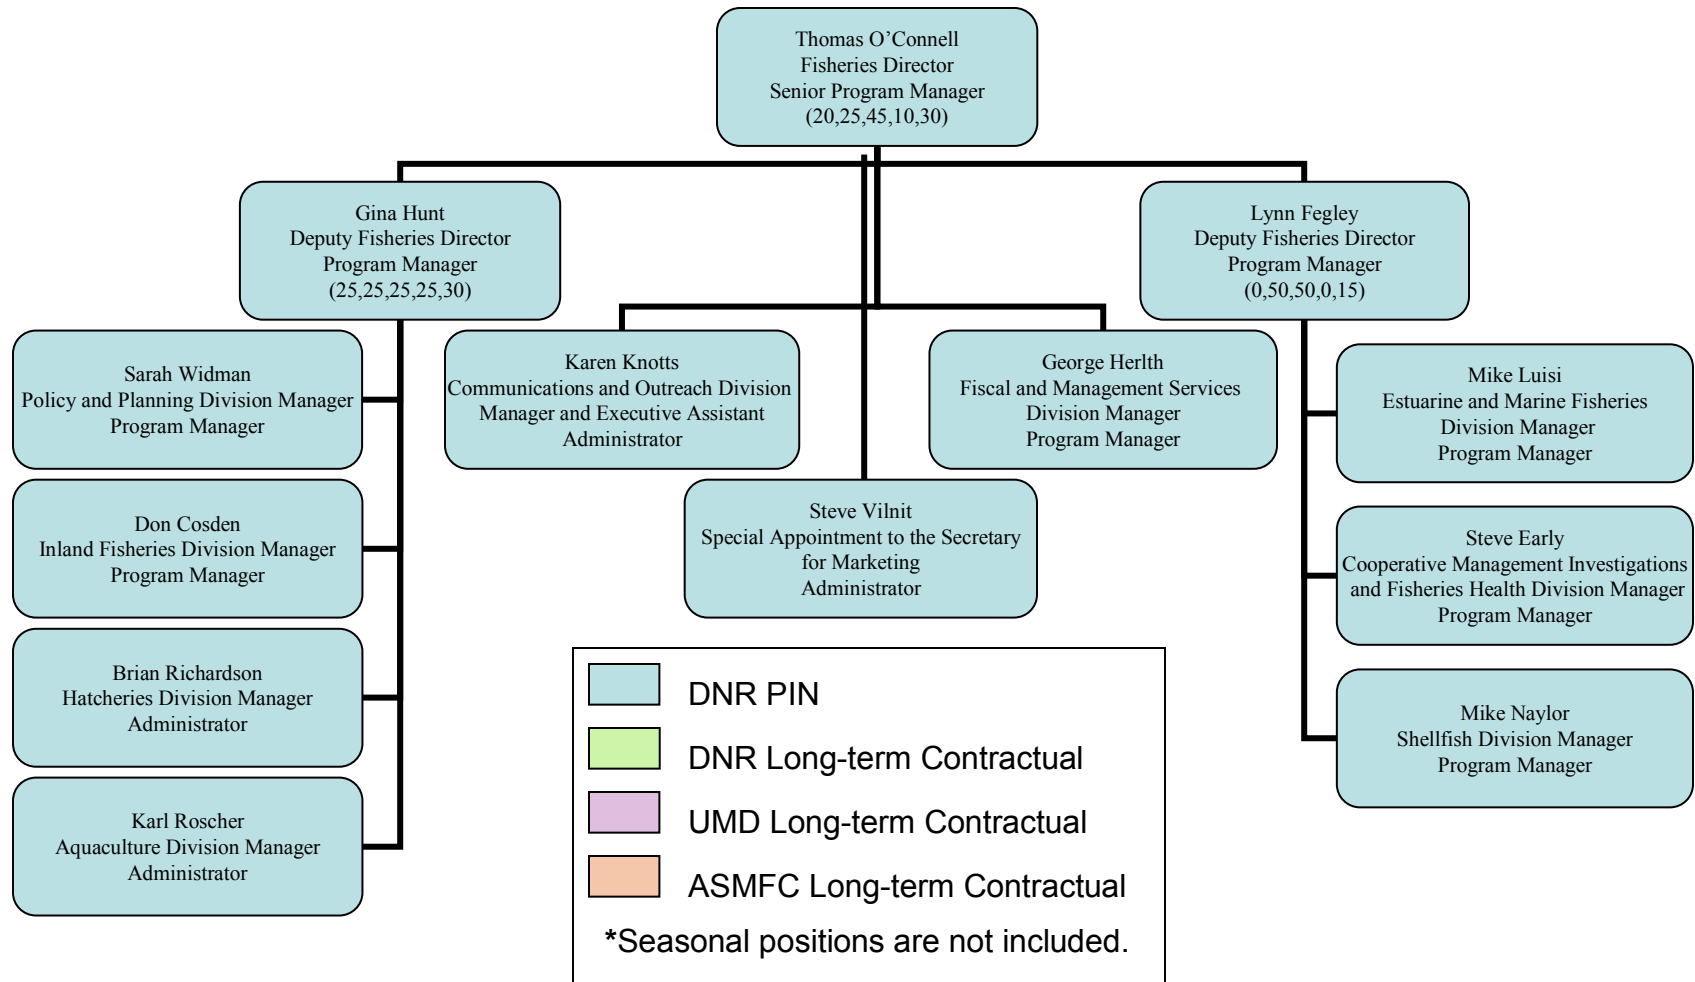 Thomas O’Connell
Fisheries Director
Senior Program Manager
(20,25,45,10,30)
Gina Hunt
Deputy Fisheries Director
Program Manager
(25,25,25,25,30)
Lynn Fegley
Deputy Fisheries Director
Program Manager
(0,50,50,0,15)
Sarah Widman
Policy and Planning Division Manager
Program Manager
Don Cosden
Inland Fisheries Division Manager
Program Manager
Brian Richardson
Hatcheries Division Manager
Administrator
Karl Roscher
Aquaculture Division Manager
Administrator
Karen Knotts
Communications and Outreach Division
Manager and Executive Assistant
Administrator
George Herlth
Fiscal and Management Services
Division Manager
Program Manager
Steve Vilnit
Special Appointment to the Secretary
for Marketing
Administrator
Mike Luisi
Estuarine and Marine Fisheries
Division Manager
Program Manager
Steve Early
Cooperative Management Investigations
and Fisheries Health Division Manager
Program Manager
Mike Naylor
Shellfish Division Manager
Program Manager
DNR PIN
DNR Long-term Contractual
UMD Long-term Contractual
ASMFC Long-term Contractual
*Seasonal positions are not included.